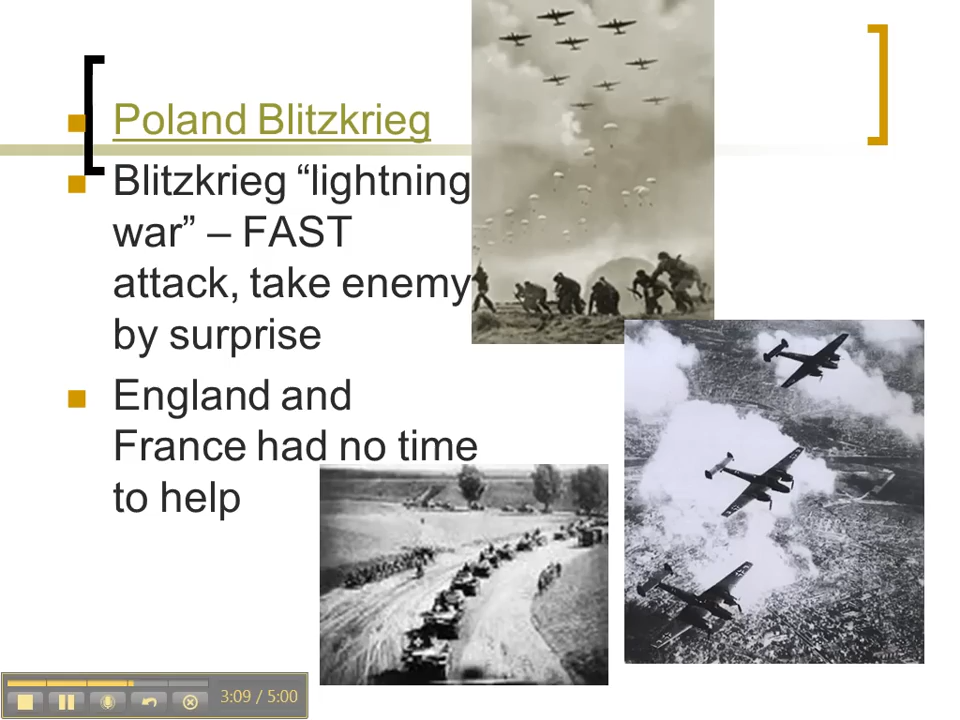 Poland Blitzkrieg
Blitzkrieg “lightning
war” – FAST
attack, take enemy
by surprise
England and
France had no time
to help
3:09 / 5:00